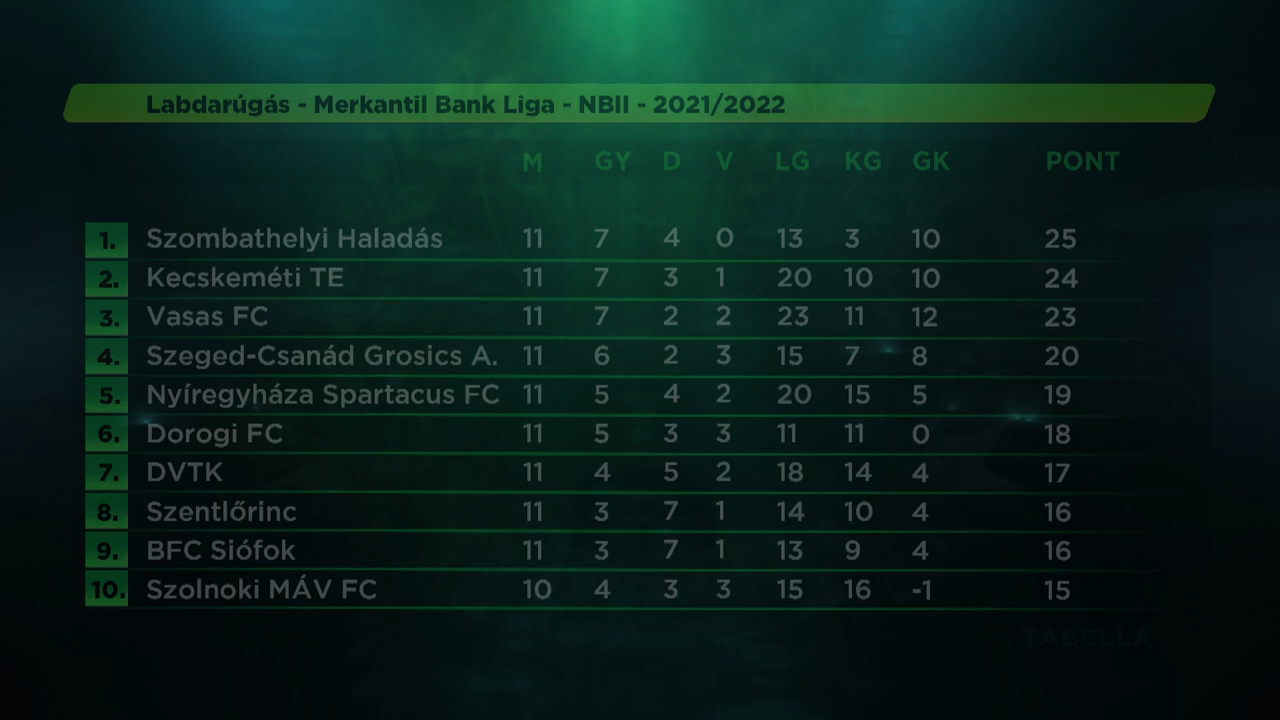 Labdarúgás - Merkantil Bank Liga - NBII - 2021/2022
M GY D V LG KG GK PONT
1. Szombathelyi Haladás 11 7 4 0 13 3 10 25
2. Kecskeméti TE 11 7 3 1 20 10 10 24
3. Vasas FC 11 7 2 2 23 11 12 23
4. Szeged-Csanád Grosics A. 11 6 2 3 15 7 8 20
5. Nyíregyháza Spartacus FC 11 5 4 2 20 15 5 19
6. Dorogi FC 11 5 3 3 11 11 0 18
7. DVTK 11 4 5 2 18 14 4 17
8. Szentlőrinc 11 3 7 1 14 10 4 16
9. BFC Siófok 11 3 7 1 13 9 4 16
10. Szolnoki MÁV FC 10 4 3 3 15 16 -1 15
TABELLA